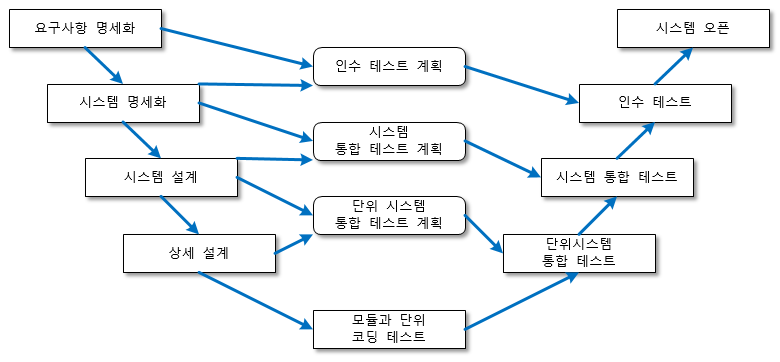 요구사항 명세화
시스템 오픈
인수 테스트 계획
시스템 명세화
인수 테스트
시스템
통합 테스트 계획
시스템 설계
시스템 통합 테스트
단위 시스템
통합 테스트 계획
상세 설계
단위시스템
통합 테스트
모듈과 단위
코딩 테스트